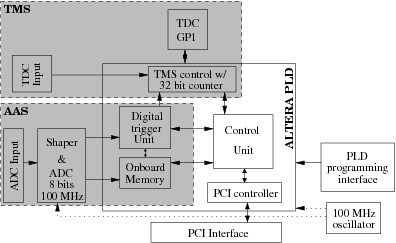 TMS
TDC
GP1
TDC
Input
TMS control w/
32 bit counter
ALTERA PLD
AAS
Digital
trigger
Unit
Control
Unit
ADC Input
Shaper
&
ADC
8 bits
100 MHz
Onboard
Memory
PLD
programming
interface
PCI controller
100 MHz
oscillator
PCI Interface